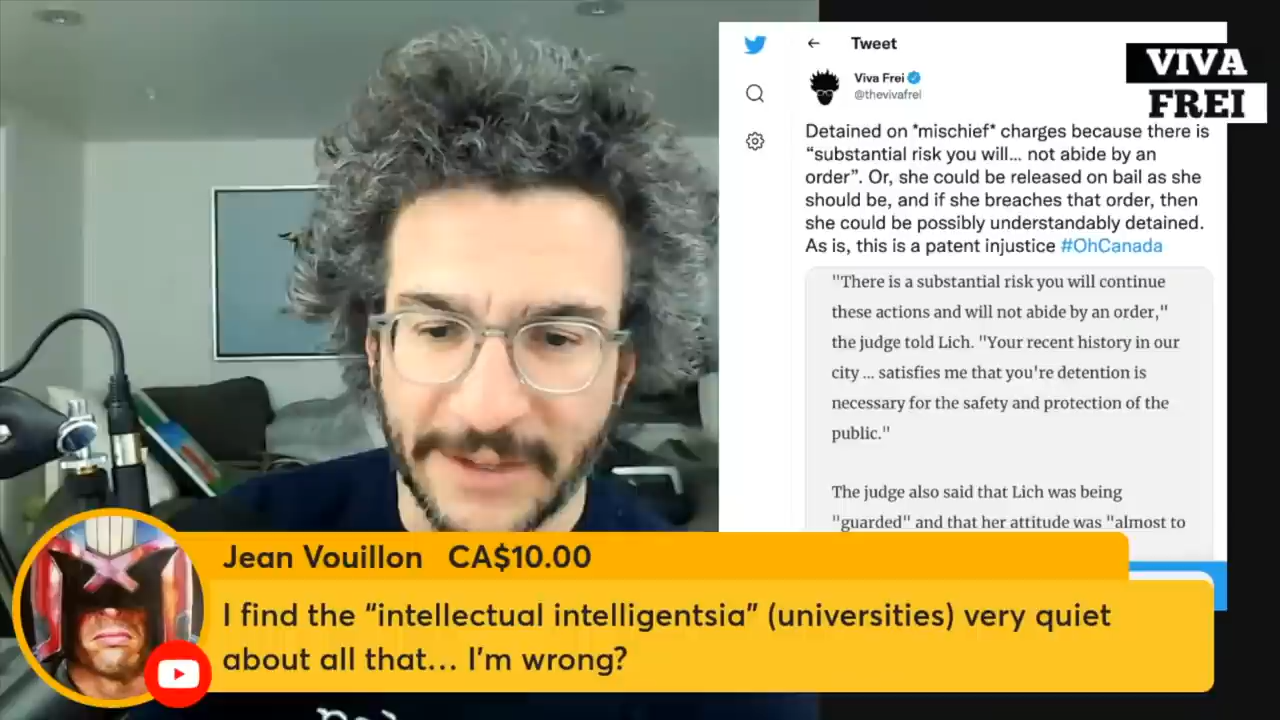 Tweet
VIVA
FREI
Viva Frei
@thevivafrei
Detained on *mischief* charges because there is
“substantial risk you will... not abide by an
order”. Or, she could be released on bail as she
should be, and if she breaches that order, then
she could be possibly understandably detained.
As is, this is a patent injustice #OhCanada
"There is a substantial risk you will continue
these actions and will not abide by an order,"
the judge told Lich. "Your recent history in our
city ... satisfies me that you're detention is
necessary for the safety and protection of the
public."
The judge also said that Lich was being
"guarded" and that her attitude was "almost to
Jean Vouillon CA$10.00
I find the “intellectual intelligentsia” (universities) very quiet
about all that... I’m wrong?